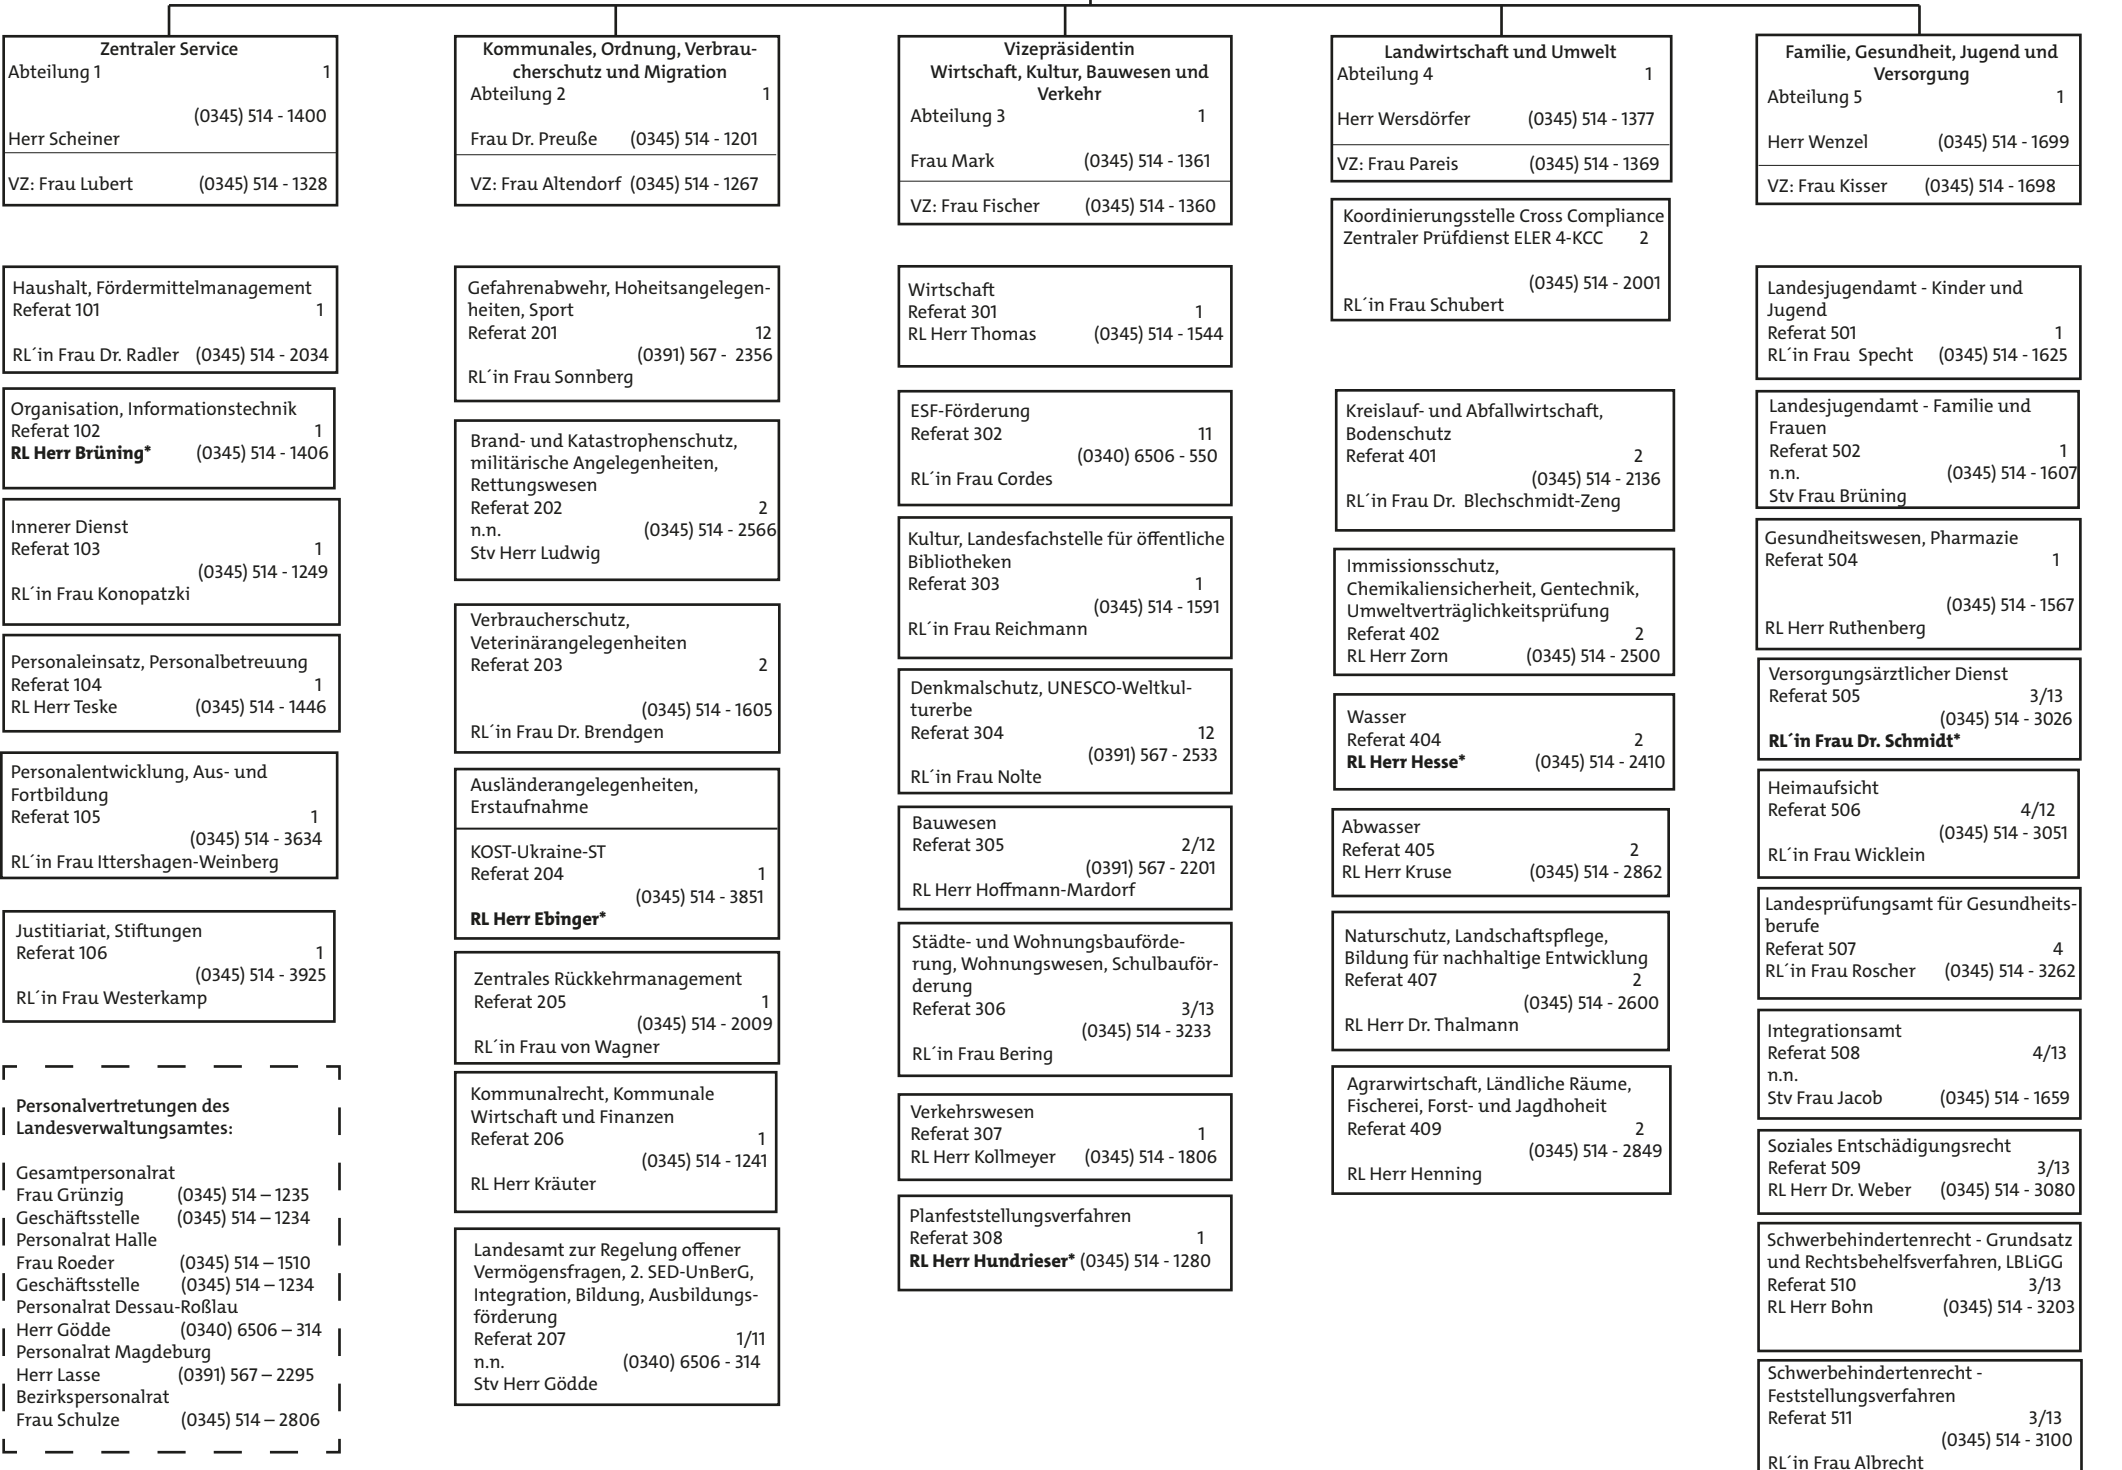 Zentraler Service
Abteilung 1 1
(0345) 514 - 1400
Herr Scheiner
VZ: Frau Lubert (0345) 514 - 1328
Haushalt, Fördermittelmanagement
Referat 101 1
RL´in Frau Dr. Radler (0345) 514 - 2034
Organisation, Informationstechnik
Referat 102 1
RL Herr Brüning* (0345) 514 - 1406
Innerer Dienst
Referat 103 1
(0345) 514 - 1249
RL´in Frau Konopatzki
Personaleinsatz, Personalbetreuung
Referat 104 1
RL Herr Teske (0345) 514 - 1446
Personalentwicklung, Aus- und
Fortbildung
Referat 105 1
(0345) 514 - 3634
RL´in Frau Ittershagen-Weinberg
Justitiariat, Stiftungen
Referat 106 1
(0345) 514 - 3925
RL´in Frau Westerkamp
Personalvertretungen des
Landesverwaltungsamtes:
Gesamtpersonalrat
Frau Grünzig (0345) 514 – 1235
Geschäftsstelle (0345) 514 – 1234
Personalrat Halle
Frau Roeder (0345) 514 – 1510
Geschäftsstelle (0345) 514 – 1234
Personalrat Dessau-Roßlau
Herr Gödde (0340) 6506 – 314
Personalrat Magdeburg
Herr Lasse (0391) 567 – 2295
Bezirkspersonalrat
Frau Schulze (0345) 514 – 2806
Kommunales, Ordnung, Verbrau-
cherschutz und Migration
Abteilung 2 1
Frau Dr. Preuße (0345) 514 - 1201
VZ: Frau Altendorf (0345) 514 - 1267
Gefahrenabwehr, Hoheitsangelegen-
heiten, Sport
Referat 201 12
(0391) 567 - 2356
RL´in Frau Sonnberg
Brand- und Katastrophenschutz,
militärische Angelegenheiten,
Rettungswesen
Referat 202 2
n.n. (0345) 514 - 2566
Stv Herr Ludwig
Verbraucherschutz,
Veterinärangelegenheiten
Referat 203 2
(0345) 514 - 1605
RL´in Frau Dr. Brendgen
Ausländerangelegenheiten,
Erstaufnahme
KOST-Ukraine-ST
Referat 204 1
(0345) 514 - 3851
RL Herr Ebinger*
Zentrales Rückkehrmanagement
Referat 205 1
(0345) 514 - 2009
RL´in Frau von Wagner
Kommunalrecht, Kommunale
Wirtschaft und Finanzen
Referat 206 1
(0345) 514 - 1241
RL Herr Kräuter
Landesamt zur Regelung offener
Vermögensfragen, 2. SED-UnBerG,
Integration, Bildung, Ausbildungs-
förderung
Referat 207 1/11
n.n. (0340) 6506 - 314
Stv Herr Gödde
Vizepräsidentin
Wirtschaft, Kultur, Bauwesen und
Verkehr
Abteilung 3 1
Frau Mark (0345) 514 - 1361
VZ: Frau Fischer (0345) 514 - 1360
Wirtschaft
Referat 301 1
RL Herr Thomas (0345) 514 - 1544
ESF-Förderung
Referat 302 11
(0340) 6506 - 550
RL´in Frau Cordes
Kultur, Landesfachstelle für öffentliche
Bibliotheken
Referat 303 1
(0345) 514 - 1591
RL´in Frau Reichmann
Denkmalschutz, UNESCO-Weltkul-
turerbe
Referat 304 12
(0391) 567 - 2533
RL´in Frau Nolte
Bauwesen
Referat 305 2/12
(0391) 567 - 2201
RL Herr Hoffmann-Mardorf
Städte- und Wohnungsbauförde-
rung, Wohnungswesen, Schulbauför-
derung
Referat 306 3/13
(0345) 514 - 3233
RL´in Frau Bering
Verkehrswesen
Referat 307 1
RL Herr Kollmeyer (0345) 514 - 1806
Planfeststellungsverfahren
Referat 308 1
RL Herr Hundrieser* (0345) 514 - 1280
Landwirtschaft und Umwelt
Abteilung 4 1
Herr Wersdörfer (0345) 514 - 1377
VZ: Frau Pareis (0345) 514 - 1369
Koordinierungsstelle Cross Compliance
Zentraler Prüfdienst ELER 4-KCC 2
(0345) 514 - 2001
RL´in Frau Schubert
Kreislauf- und Abfallwirtschaft,
Bodenschutz
Referat 401 2
(0345) 514 - 2136
RL´in Frau Dr. Blechschmidt-Zeng
Immissionsschutz,
Chemikaliensicherheit, Gentechnik,
Umweltverträglichkeitsprüfung
Referat 402 2
RL Herr Zorn (0345) 514 - 2500
Wasser
Referat 404 2
RL Herr Hesse* (0345) 514 - 2410
Abwasser
Referat 405 2
RL Herr Kruse (0345) 514 - 2862
Naturschutz, Landschaftspflege,
Bildung für nachhaltige Entwicklung
Referat 407 2
(0345) 514 - 2600
RL Herr Dr. Thalmann
Agrarwirtschaft, Ländliche Räume,
Fischerei, Forst- und Jagdhoheit
Referat 409 2
(0345) 514 - 2849
RL Herr Henning
Familie, Gesundheit, Jugend und
Versorgung
Abteilung 5 1
Herr Wenzel (0345) 514 - 1699
VZ: Frau Kisser (0345) 514 - 1698
Landesjugendamt - Kinder und
Jugend
Referat 501 1
RL´in Frau Specht (0345) 514 - 1625
Landesjugendamt - Familie und
Frauen
Referat 502 1
n.n. (0345) 514 - 1607
Stv Frau Brüning
Gesundheitswesen, Pharmazie
Referat 504 1
(0345) 514 - 1567
RL Herr Ruthenberg
Versorgungsärztlicher Dienst
Referat 505 3/13
(0345) 514 - 3026
RL´in Frau Dr. Schmidt*
Heimaufsicht
Referat 506 4/12
(0345) 514 - 3051
RL´in Frau Wicklein
Landesprüfungsamt für Gesundheits-
berufe
Referat 507 4
RL´in Frau Roscher (0345) 514 - 3262
Integrationsamt
Referat 508 4/13
n.n.
Stv Frau Jacob (0345) 514 - 1659
Soziales Entschädigungsrecht
Referat 509 3/13
RL Herr Dr. Weber (0345) 514 - 3080
Schwerbehindertenrecht - Grundsatz
und Rechtsbehelfsverfahren, LBLiGG
Referat 510 3/13
RL Herr Bohn (0345) 514 - 3203
Schwerbehindertenrecht -
Feststellungsverfahren
Referat 511 3/13
(0345) 514 - 3100
RL´in Frau Albrecht